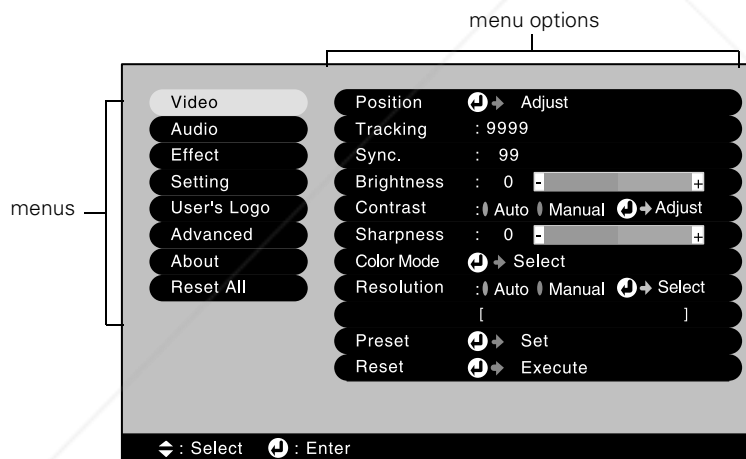 menu options
menus
Video
Audio
Effect
Setting
User's Logo
Advanced
About
Reset All
Position Adjust
Tracking : 9999
Sync. : 99
Brightness : 0 - +
Contrast : Auto Manual Adjust
Sharpness : 0 - +
Color Mode Select
Resolution : Auto Manual Select
[ ]
Preset Set
Reset Execute
: Select : Enter